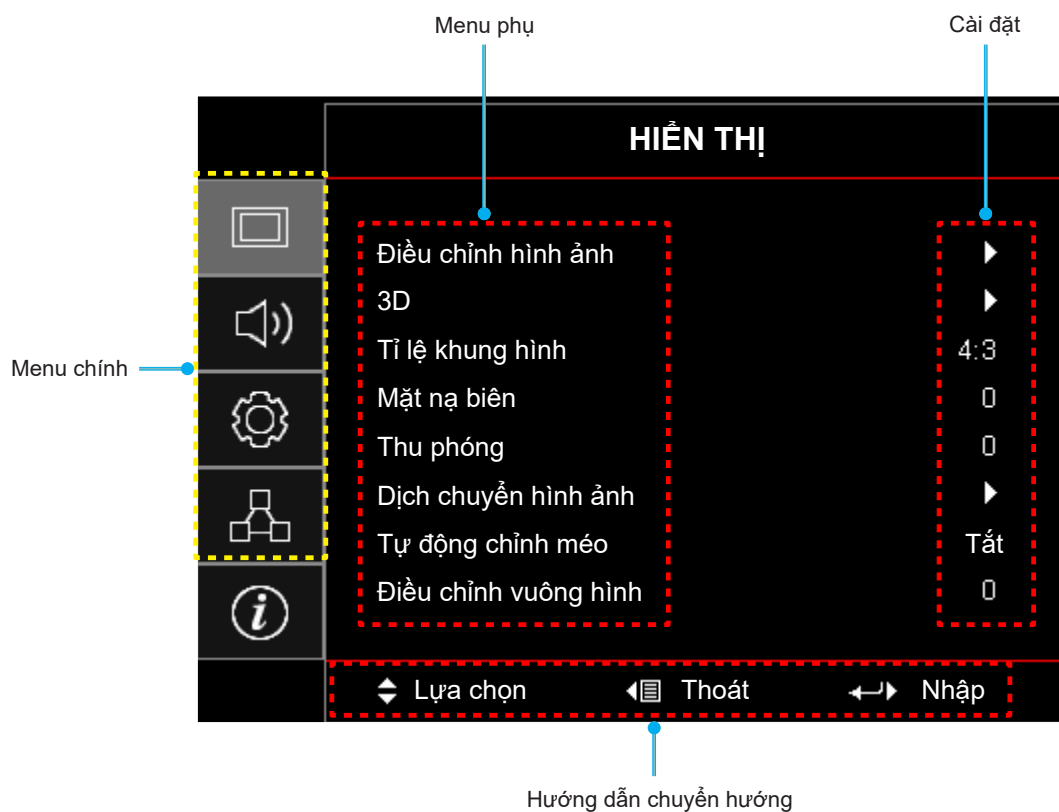 Menu phụ
Cài đặt
HIỂN THỊ
Điều chỉnh hình ảnh
3D
Tỉ lệ khung hình 4:3
Mặt nạ biên 0
Thu phóng 0
Dịch chuyển hình ảnh
Tự động chỉnh méo Tắt
Điều chỉnh vuông hình 0
Menu chính
i
Lựa chọn Thoát Nhập
Hướng dẫn chuyển hướng